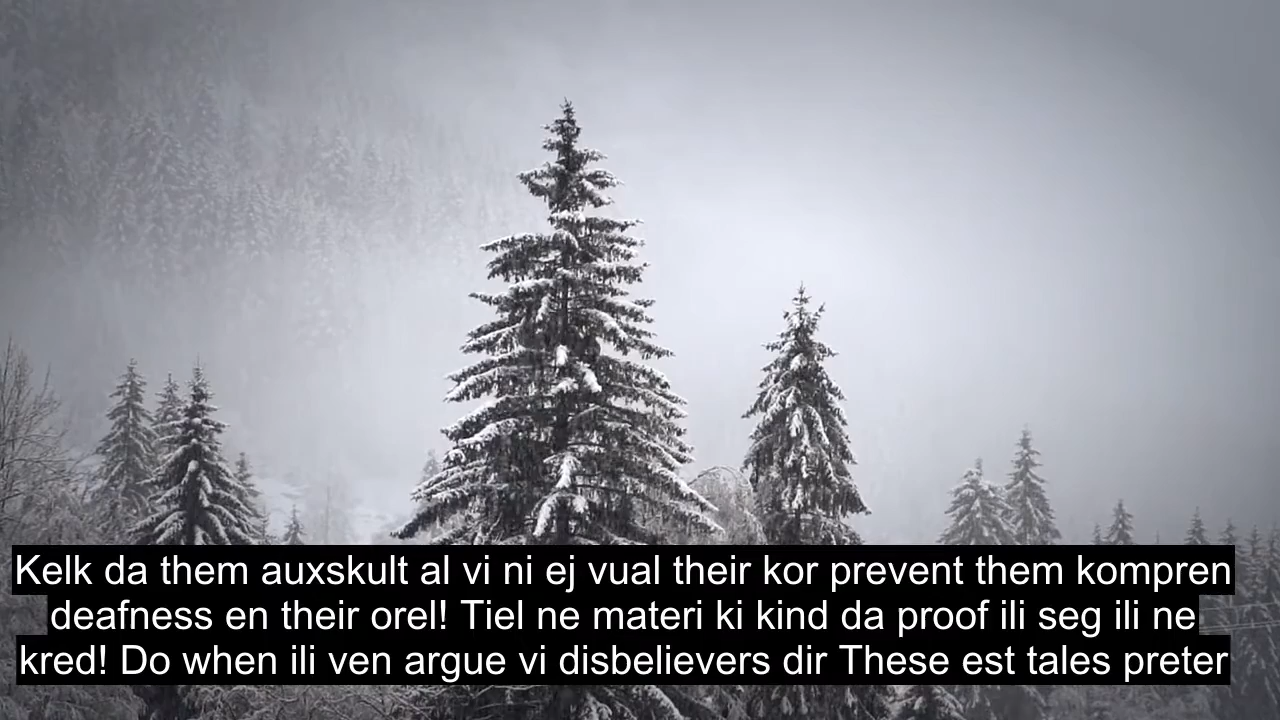 Kelk da them auxskult al vi ni ej vual their kor prevent them kompren
deafness en their orel! Tiel ne materi ki kind da proof ili seg ili ne
kred! Do when ili ven argue vi disbelievers dir These est tales preter